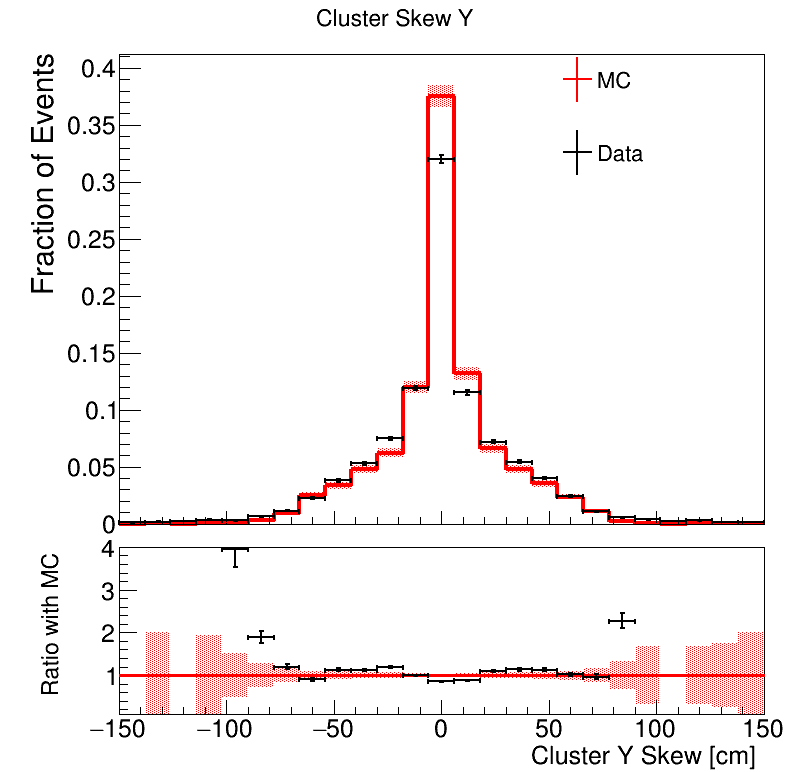 Cluster Skew Y
Fraction of Events
0.4
0.35
0.3
0.25
0.2
0.15
0.1
0.05
0
MC
Data
Ratio with MC
4
3
2
1
−150 −100 −50 0 50 100 150
Cluster Y Skew [cm]